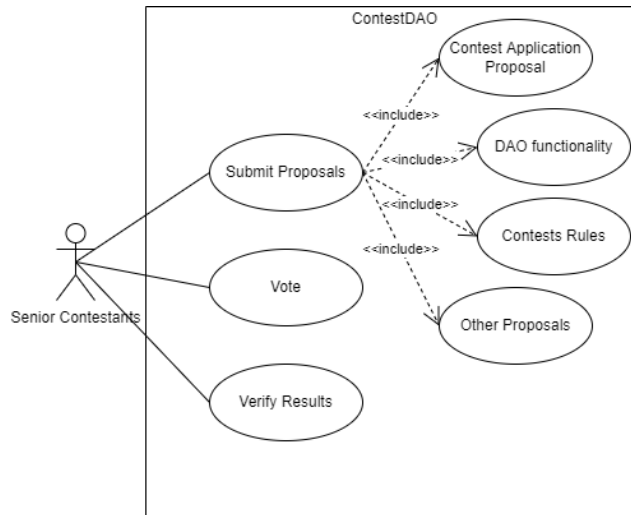 ContestDAO
Contest Application
Proposal
<<include>>
Submit Proposals
<<include>>
DAO functionality
<<include>>
Contests Rules
<<include>>
Senior Contestants
Vote
Other Proposals
Verify Results